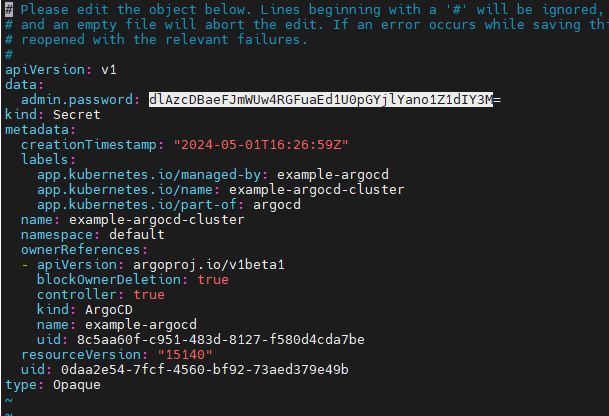 # Please edit the object below. Lines beginning with a '#' will be ignored,
# and an empty file will abort the edit. If an error occurs while saving thi
# reopened with the relevant failures.
#
apiVersion: v1
data:
  admin.password: dlAzcDBaeFJmWUw4RGFuaEd1U0pGYjlYano1Z1dIY3M=
kind: Secret
metadata:
  creationTimestamp: "2024-05-01T16:26:59Z"
  labels:
    app.kubernetes.io/managed-by: example-argocd
    app.kubernetes.io/name: example-argocd-cluster
    app.kubernetes.io/part-of: argocd
  name: example-argocd-cluster
  namespace: default
  ownerReferences:
  - apiVersion: argoproj.io/v1beta1
    blockOwnerDeletion: true
    controller: true
    kind: ArgoCD
    name: example-argocd
    uid: 8c5aa60f-c951-483d-8127-f580d4cda7be
  resourceVersion: "15140"
  uid: 0daa2e54-7fcf-4560-bf92-73aed379e49b
type: Opaque
~
~